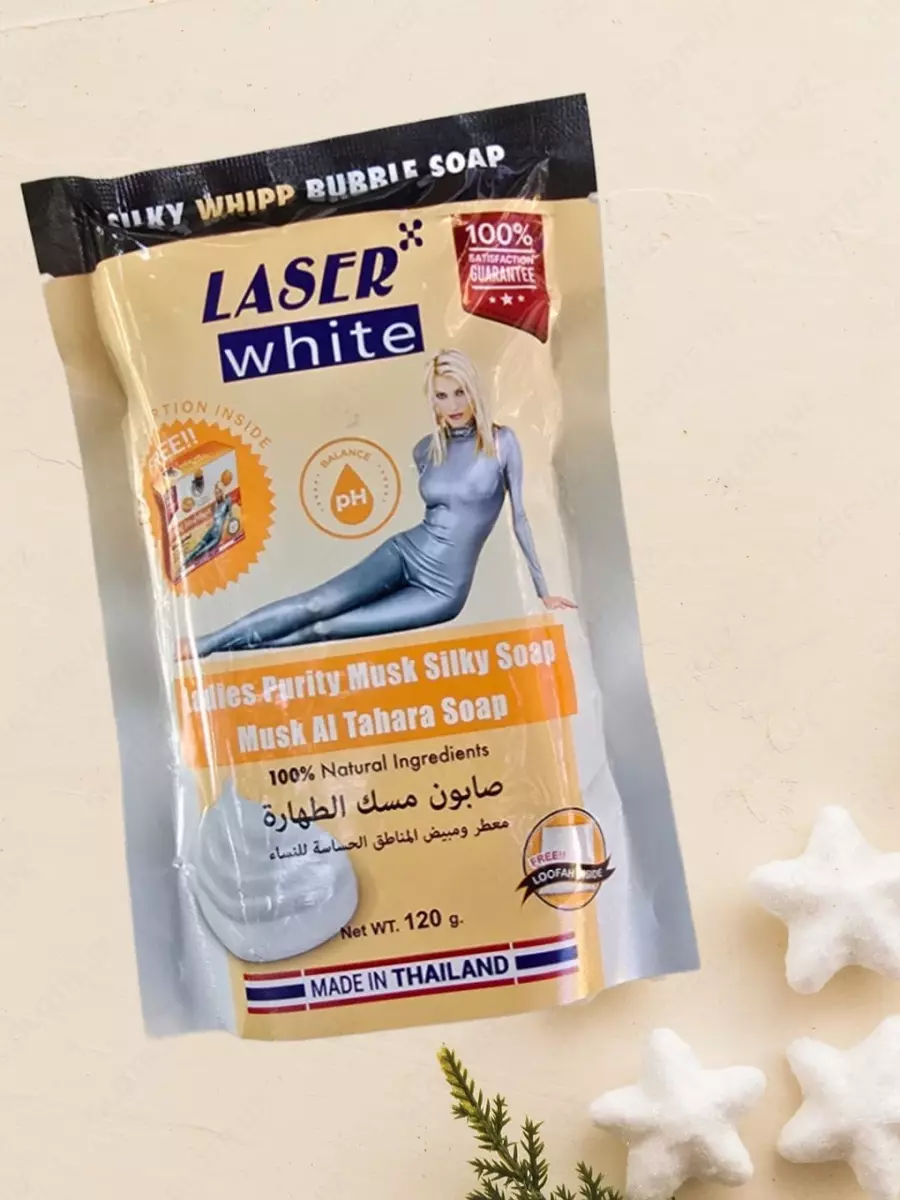 SILKY WHIPP BUBBLE SOAP
100%
SATISFACTION
GUARANTEE
LASER
white
INSIDE
BALANCE
pH
Ladies Purity Musk Silky Soap
Musk Al Tahara Soap
100% Natural Ingredients
صابون مسك الطهارة
معطر ومبيض المناطق الحساسة للنساء
FREE!!
LOOFAH INSIDE
Net WT. 120 g.
MADE IN THAILAND